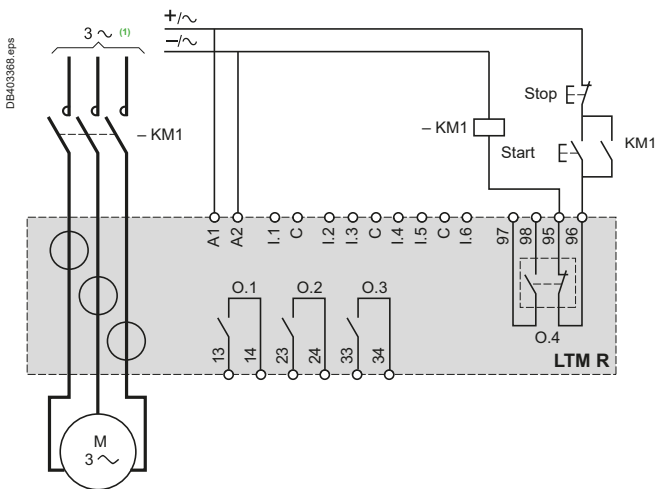 DB403368.eps
3 ∼ (1)
+/∼
−/∼
– KM1
– KM1
Stop
Start
KM1
A1
A2
I.1
C
I.2
I.3
C
I.4
I.5
C
I.6
97
98
95
96
O.1
O.2
O.3
13
14
23
24
33
34
O.4
LTM R
M
3 ∼